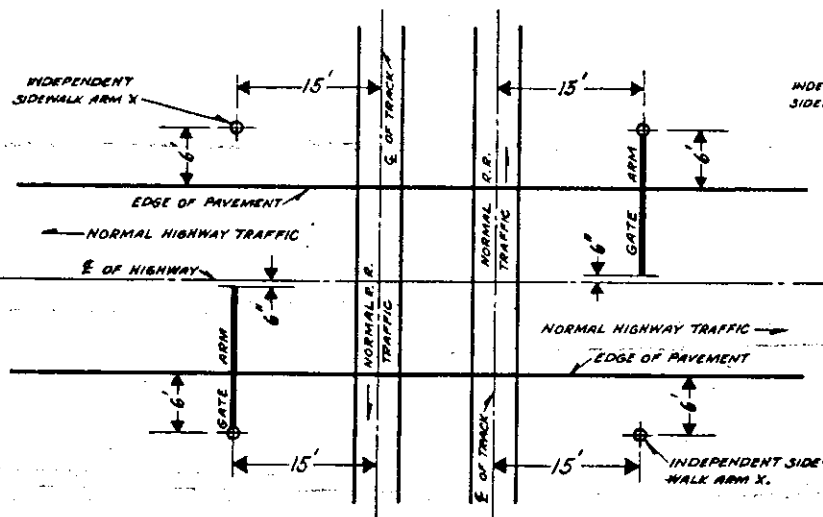 INDEPENDENT
SIDEWALK ARM X
15'
℄ OF TRACK
15'
6'
6'
EDGE OF PAVEMENT
NORMAL HIGHWAY TRAFFIC
NORMAL R.R.
TRAFFIC
GATE ARM
6"
℄ OF HIGHWAY
6"
NORMAL R.R.
TRAFFIC
NORMAL HIGHWAY TRAFFIC
EDGE OF PAVEMENT
GATE ARM
6'
6'
15'
℄ OF TRACK
15'
INDEPENDENT SIDE-
WALK ARM X.